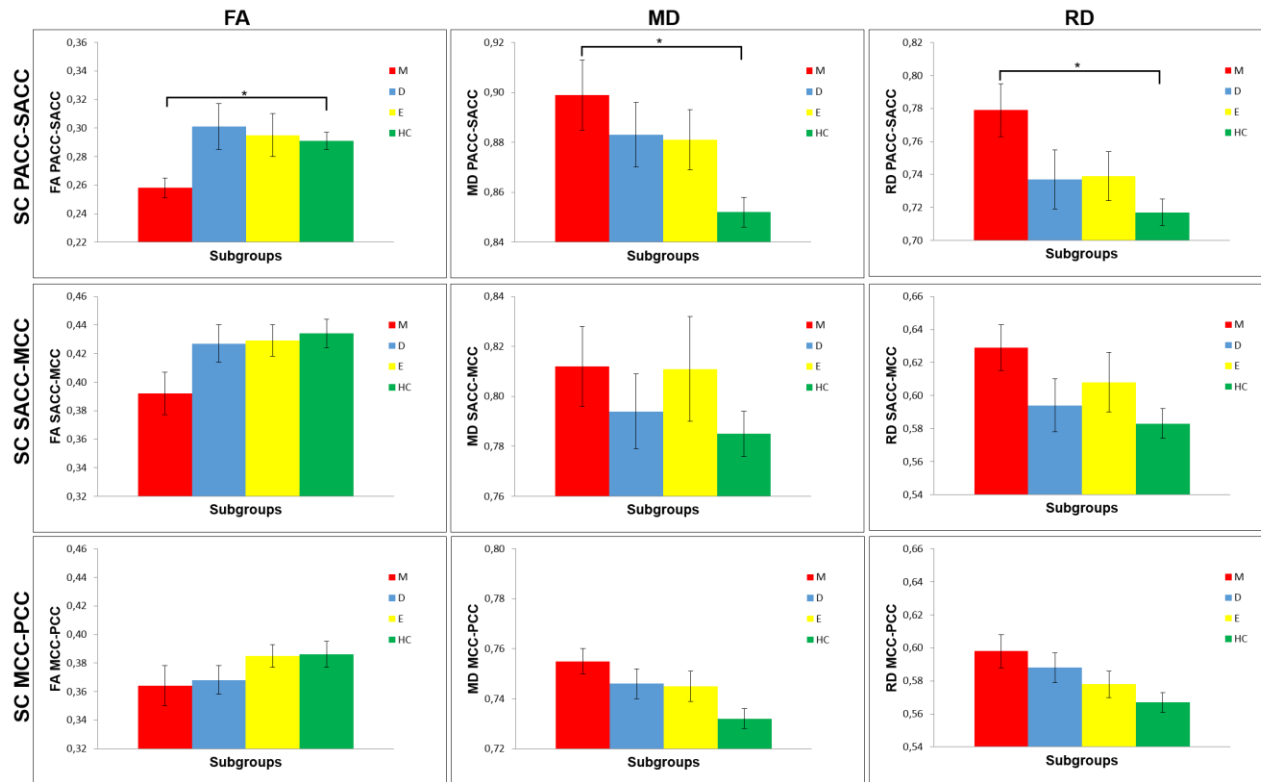 FA
MD
RD
SC PACC-SACC
FA PACC-SACC
0,36
0,34
0,32
0,30
0,28
0,26
0,24
0,22
*
M
D
E
HC
Subgroups
MD PACC-SACC
0,92
0,90
0,88
0,86
0,84
*
M
D
E
HC
Subgroups
RD PACC-SACC
0,82
0,80
0,78
0,76
0,74
0,72
0,70
*
M
D
E
HC
Subgroups
SC SACC-MCC
FA SACC-MCC
0,46
0,44
0,42
0,40
0,38
0,36
0,34
0,32
M
D
E
HC
Subgroups
MD SACC-MCC
0,84
0,82
0,80
0,78
0,76
M
D
E
HC
Subgroups
RD SACC-MCC
0,66
0,64
0,62
0,60
0,58
0,56
0,54
M
D
E
HC
Subgroups
SC MCC-PCC
FA MCC-PCC
0,46
0,44
0,42
0,40
0,38
0,36
0,34
0,32
M
D
E
HC
Subgroups
MD MCC-PCC
0,80
0,78
0,76
0,74
0,72
M
D
E
HC
Subgroups
RD MCC-PCC
0,66
0,64
0,62
0,60
0,58
0,56
0,54
M
D
E
HC
Subgroups